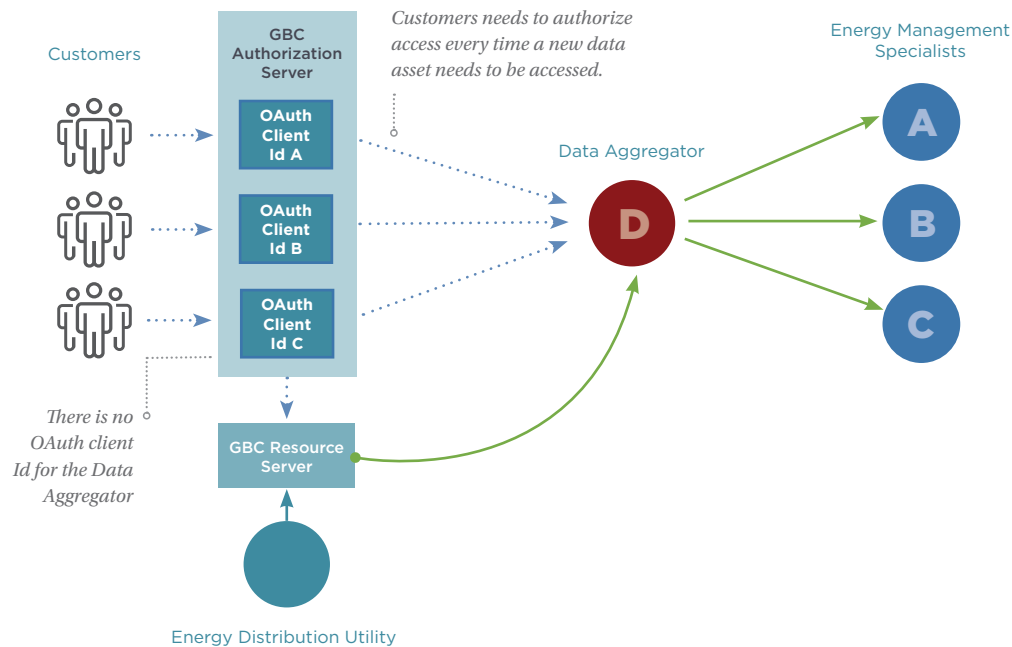 Customers
GBC
Authorization
Server
OAuth
Client
Id A
OAuth
Client
Id B
OAuth
Client
Id C
Customers needs to authorize
access every time a new data
asset needs to be accessed.
Data Aggregator
D
Energy Management
Specialists
A
B
C
There is no
OAuth client
Id for the Data
Aggregator
GBC Resource
Server
Energy Distribution Utility